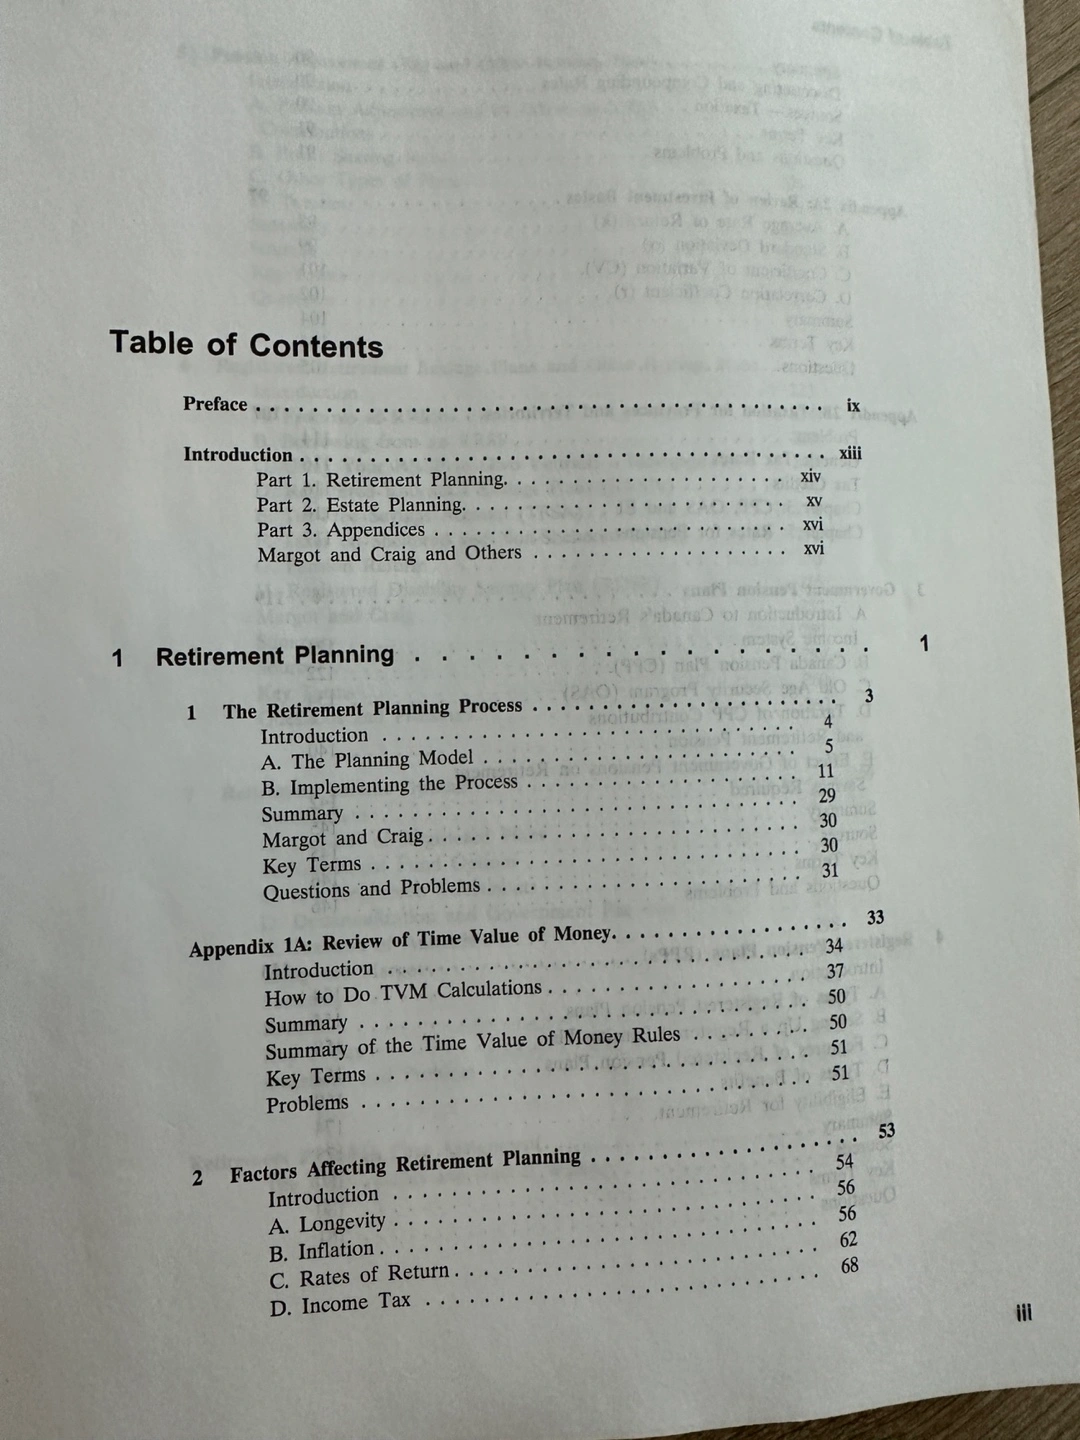 Table of Contents
Preface . . . . . . . . . . . . . . . . . . . . . . . . . . . . . . . . . . . . . . . . ix
Introduction . . . . . . . . . . . . . . . . . . . . . . . . . . . . . . . . . . . . . xiii
Part 1. Retirement Planning. . . . . . . . . . . . . . . . . . . . xiv
Part 2. Estate Planning. . . . . . . . . . . . . . . . . . . . . . . xv
Part 3. Appendices . . . . . . . . . . . . . . . . . . . . . . . . . xvi
Margot and Craig and Others . . . . . . . . . . . . . . . . . . xvi
1 Retirement Planning . . . . . . . . . . . . . . . . . 1
1 The Retirement Planning Process . . . . . . . . . . . . . . . . . . . . . . 3
Introduction . . . . . . . . . . . . . . . . . . . . . . . . . . . . . 4
A. The Planning Model . . . . . . . . . . . . . . . . . . . . . . 5
B. Implementing the Process . . . . . . . . . . . . . . . . . . . 11
Summary . . . . . . . . . . . . . . . . . . . . . . . . . . . . . . . 29
Margot and Craig . . . . . . . . . . . . . . . . . . . . . . . . . . 30
Key Terms . . . . . . . . . . . . . . . . . . . . . . . . . . . . . . 30
Questions and Problems . . . . . . . . . . . . . . . . . . . . . . 31
Appendix 1A: Review of Time Value of Money. . . . . . . . . . . . . . . . . 33
Introduction . . . . . . . . . . . . . . . . . . . . . . . . . . . . . 34
How to Do TVM Calculations . . . . . . . . . . . . . . . . . . 37
Summary . . . . . . . . . . . . . . . . . . . . . . . . . . . . . . . 50
Summary of the Time Value of Money Rules . . . . . . . . 50
Key Terms . . . . . . . . . . . . . . . . . . . . . . . . . . . . . . 51
Problems . . . . . . . . . . . . . . . . . . . . . . . . . . . . . . . 51
2 Factors Affecting Retirement Planning . . . . . . . . . . . . . . . . . . . 53
Introduction . . . . . . . . . . . . . . . . . . . . . . . . . . . . . 54
A. Longevity . . . . . . . . . . . . . . . . . . . . . . . . . . . . . 56
B. Inflation . . . . . . . . . . . . . . . . . . . . . . . . . . . . . . 56
C. Rates of Return . . . . . . . . . . . . . . . . . . . . . . . . . 62
D. Income Tax . . . . . . . . . . . . . . . . . . . . . . . . . . . . 68
iii